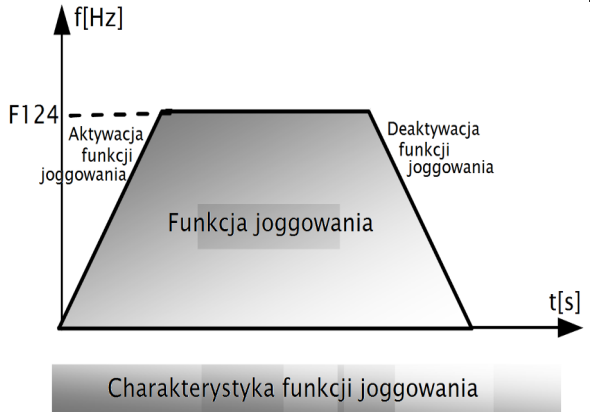 f[Hz]
F124
Aktywacja
funkcji
joggowania
Deaktywacja
funkcji
joggowania
Funkcja joggowania
t[s]
Charakterystyka funkcji joggowania